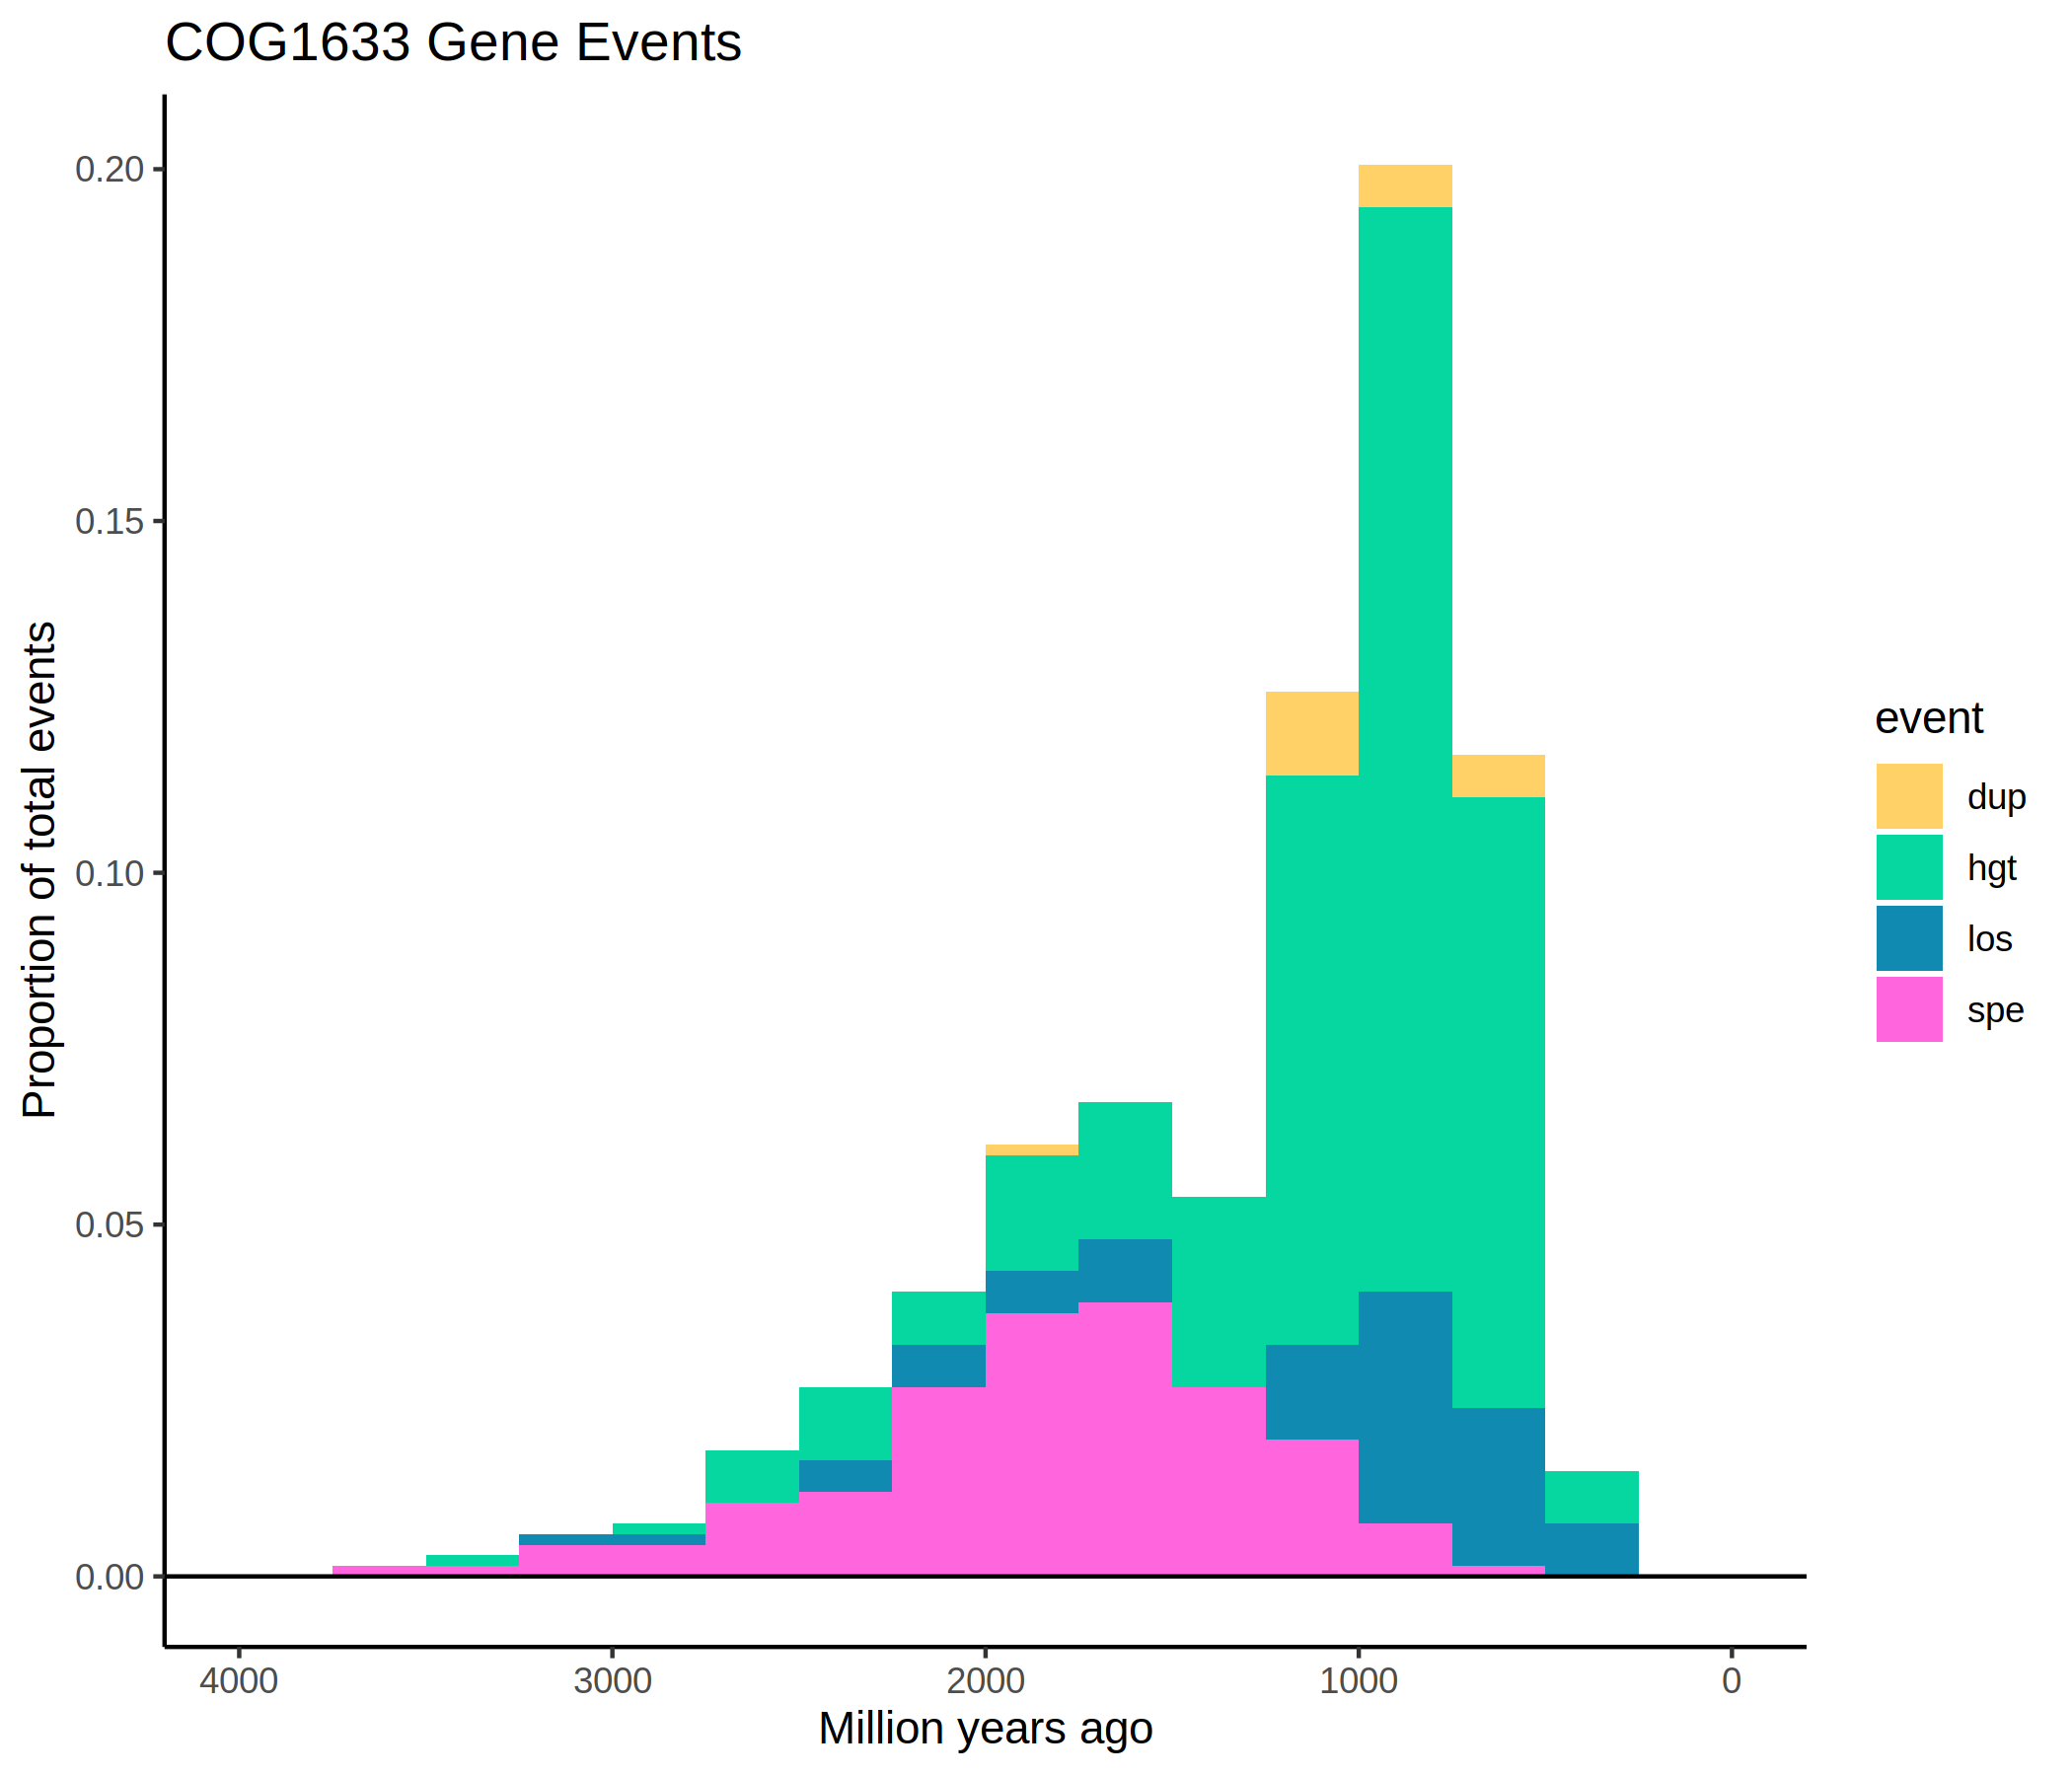 COG1633 Gene Events
Proportion of total events
0.20
0.15
0.10
0.05
0.00
4000 3000 2000 1000 0
Million years ago
event
dup
hgt
los
spe